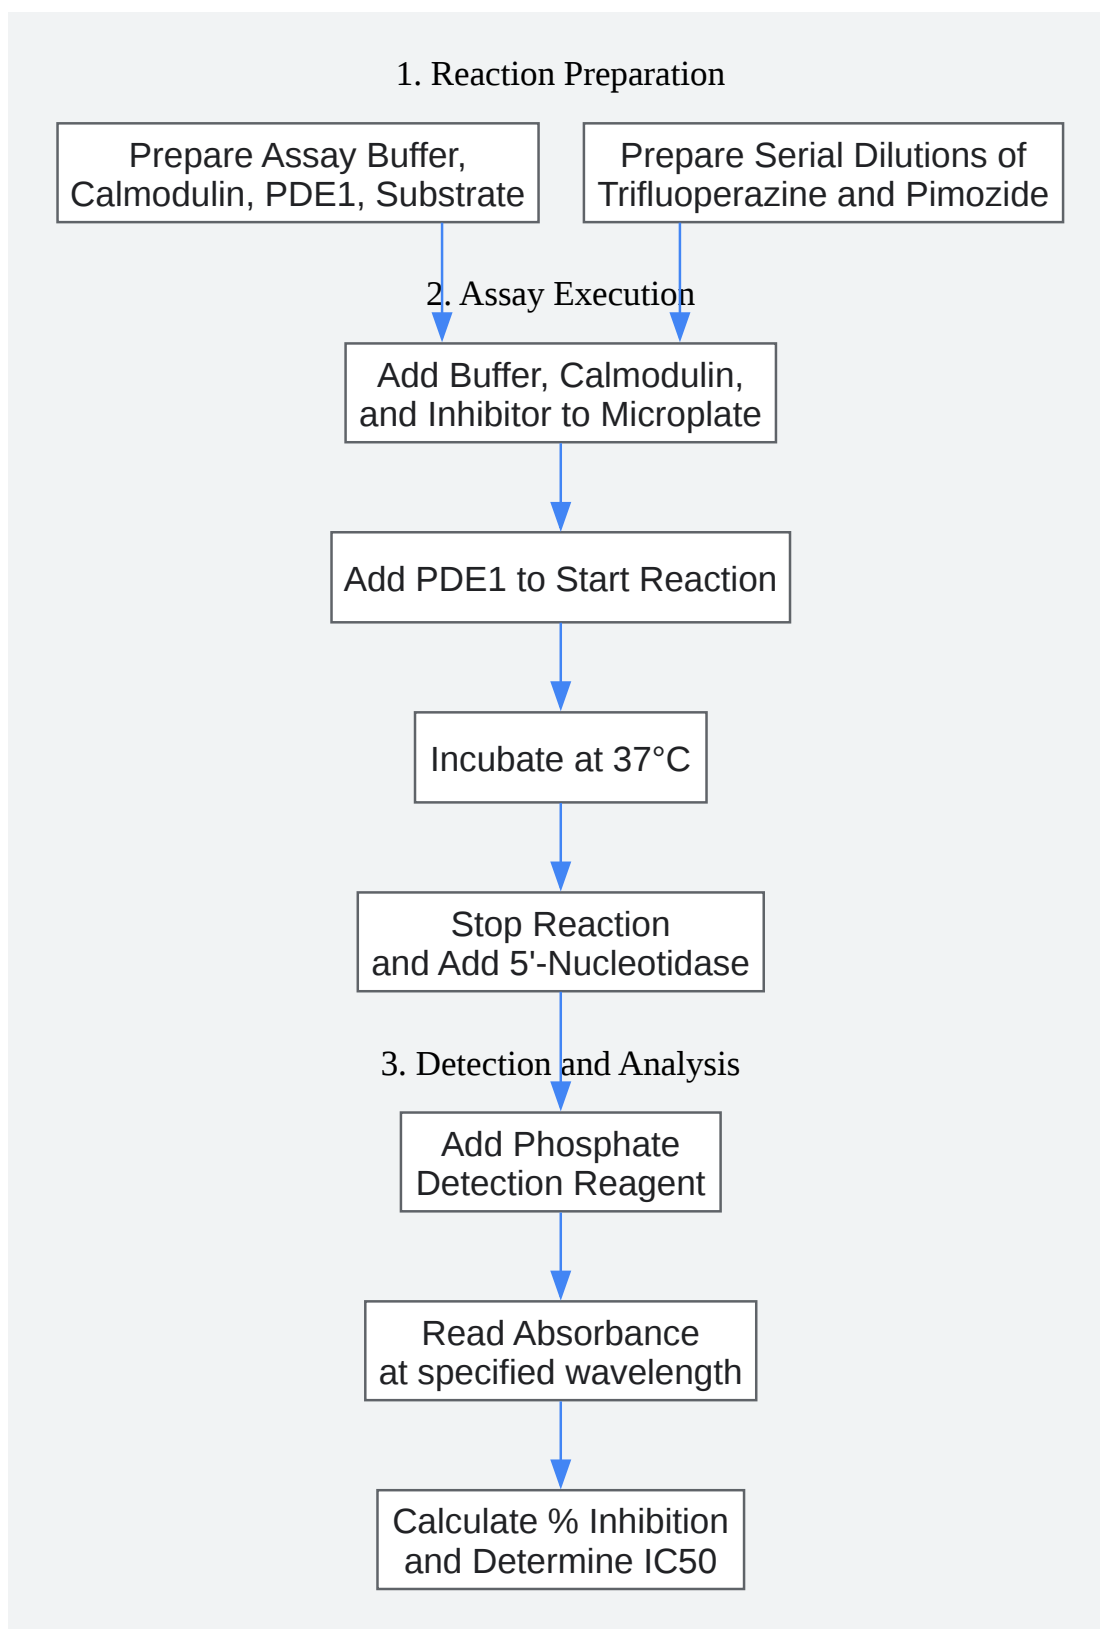 1. Reaction Preparation
Prepare Assay Buffer,
Calmodulin, PDE1, Substrate
Prepare Serial Dilutions of
Trifluoperazine and Pimozide
2. Assay Execution
Add Buffer, Calmodulin,
and Inhibitor to Microplate
Add PDE1 to Start Reaction
Incubate at 37°C
Stop Reaction
and Add 5'-Nucleotidase
3. Detection and Analysis
Add Phosphate
Detection Reagent
Read Absorbance
at specified wavelength
Calculate % Inhibition
and Determine IC50